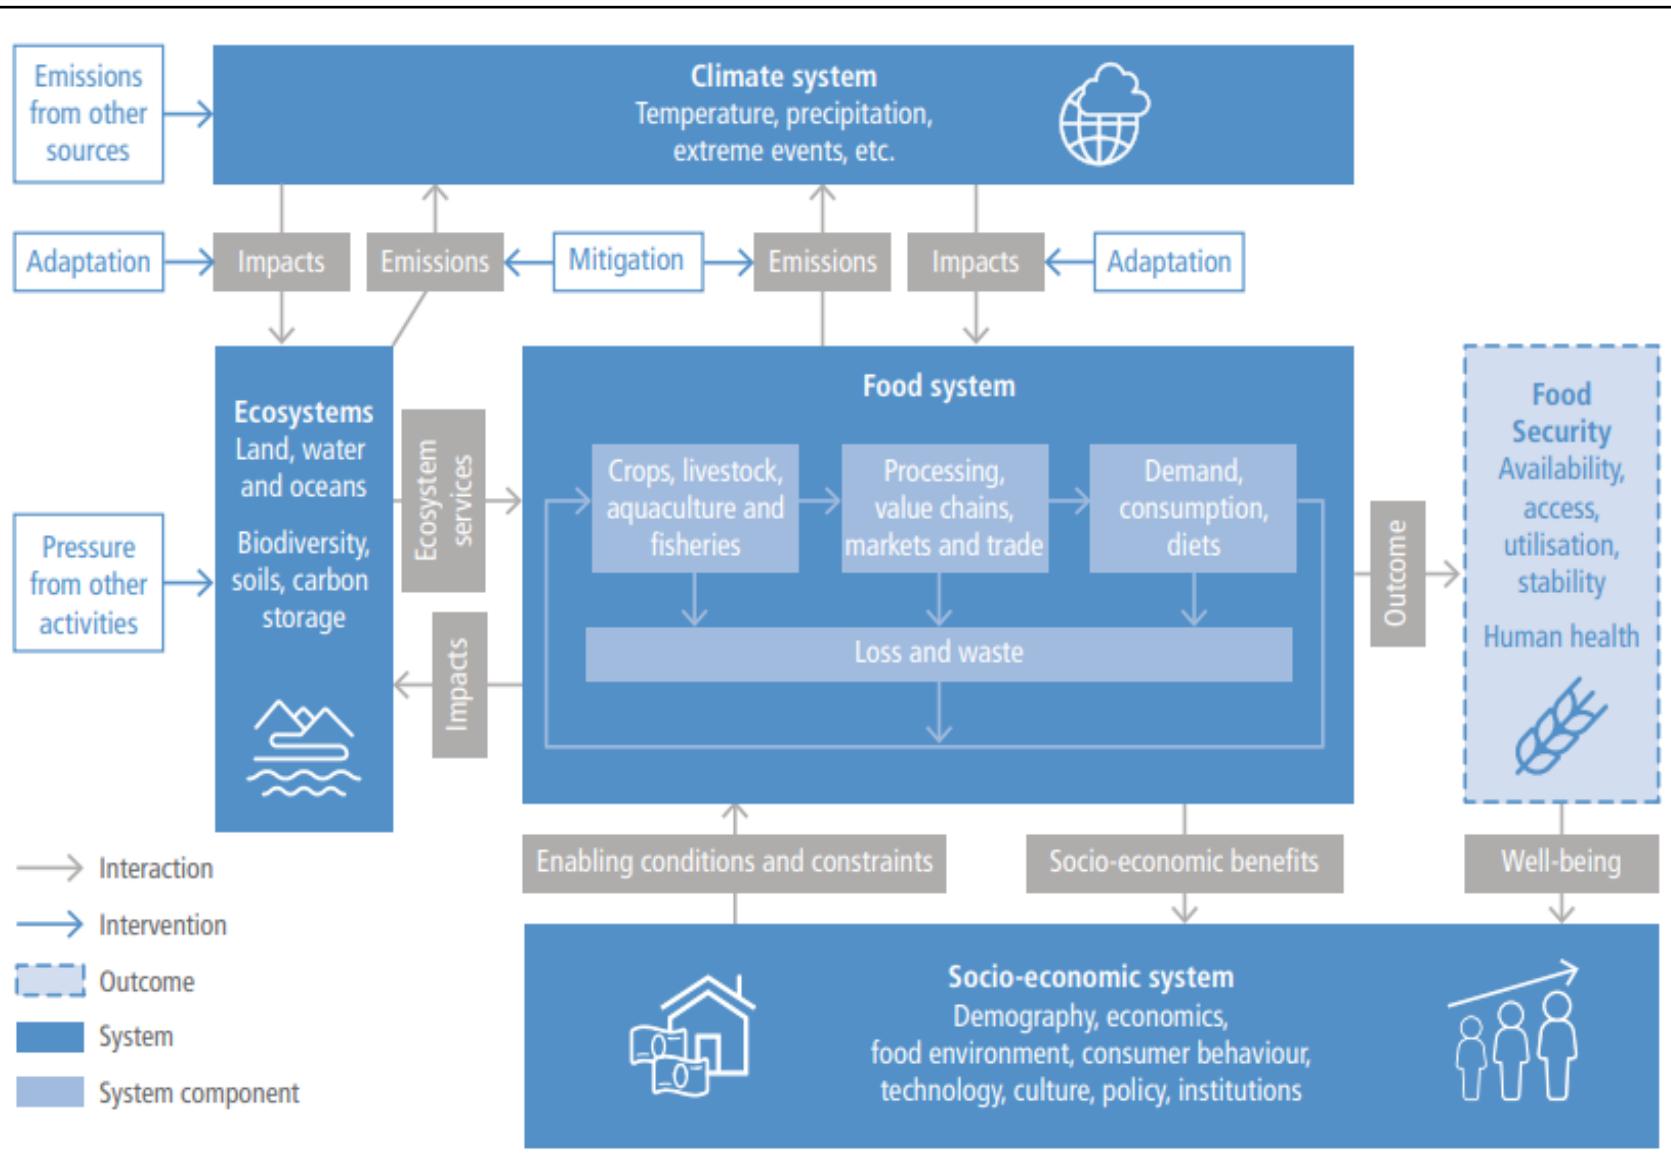 Emissions
from other
sources
Climate system
Temperature, precipitation,
extreme events, etc.
Adaptation
Impacts
Emissions
Mitigation
Emissions
Impacts
Adaptation
Ecosystems
Land, water
and oceans
Biodiversity,
soils, carbon
storage
Pressure
from other
activities
Ecosystem
services
Impacts
Food system
Crops, livestock,
aquaculture and
fisheries
Processing,
value chains,
markets and trade
Demand,
consumption,
diets
Loss and waste
Outcome
Food
Security
Availability,
access,
utilisation,
stability
Human health
Enabling conditions and constraints
Socio-economic benefits
Well-being
Socio-economic system
Demography, economics,
food environment, consumer behaviour,
technology, culture, policy, institutions
Interaction
Intervention
Outcome
System
System component